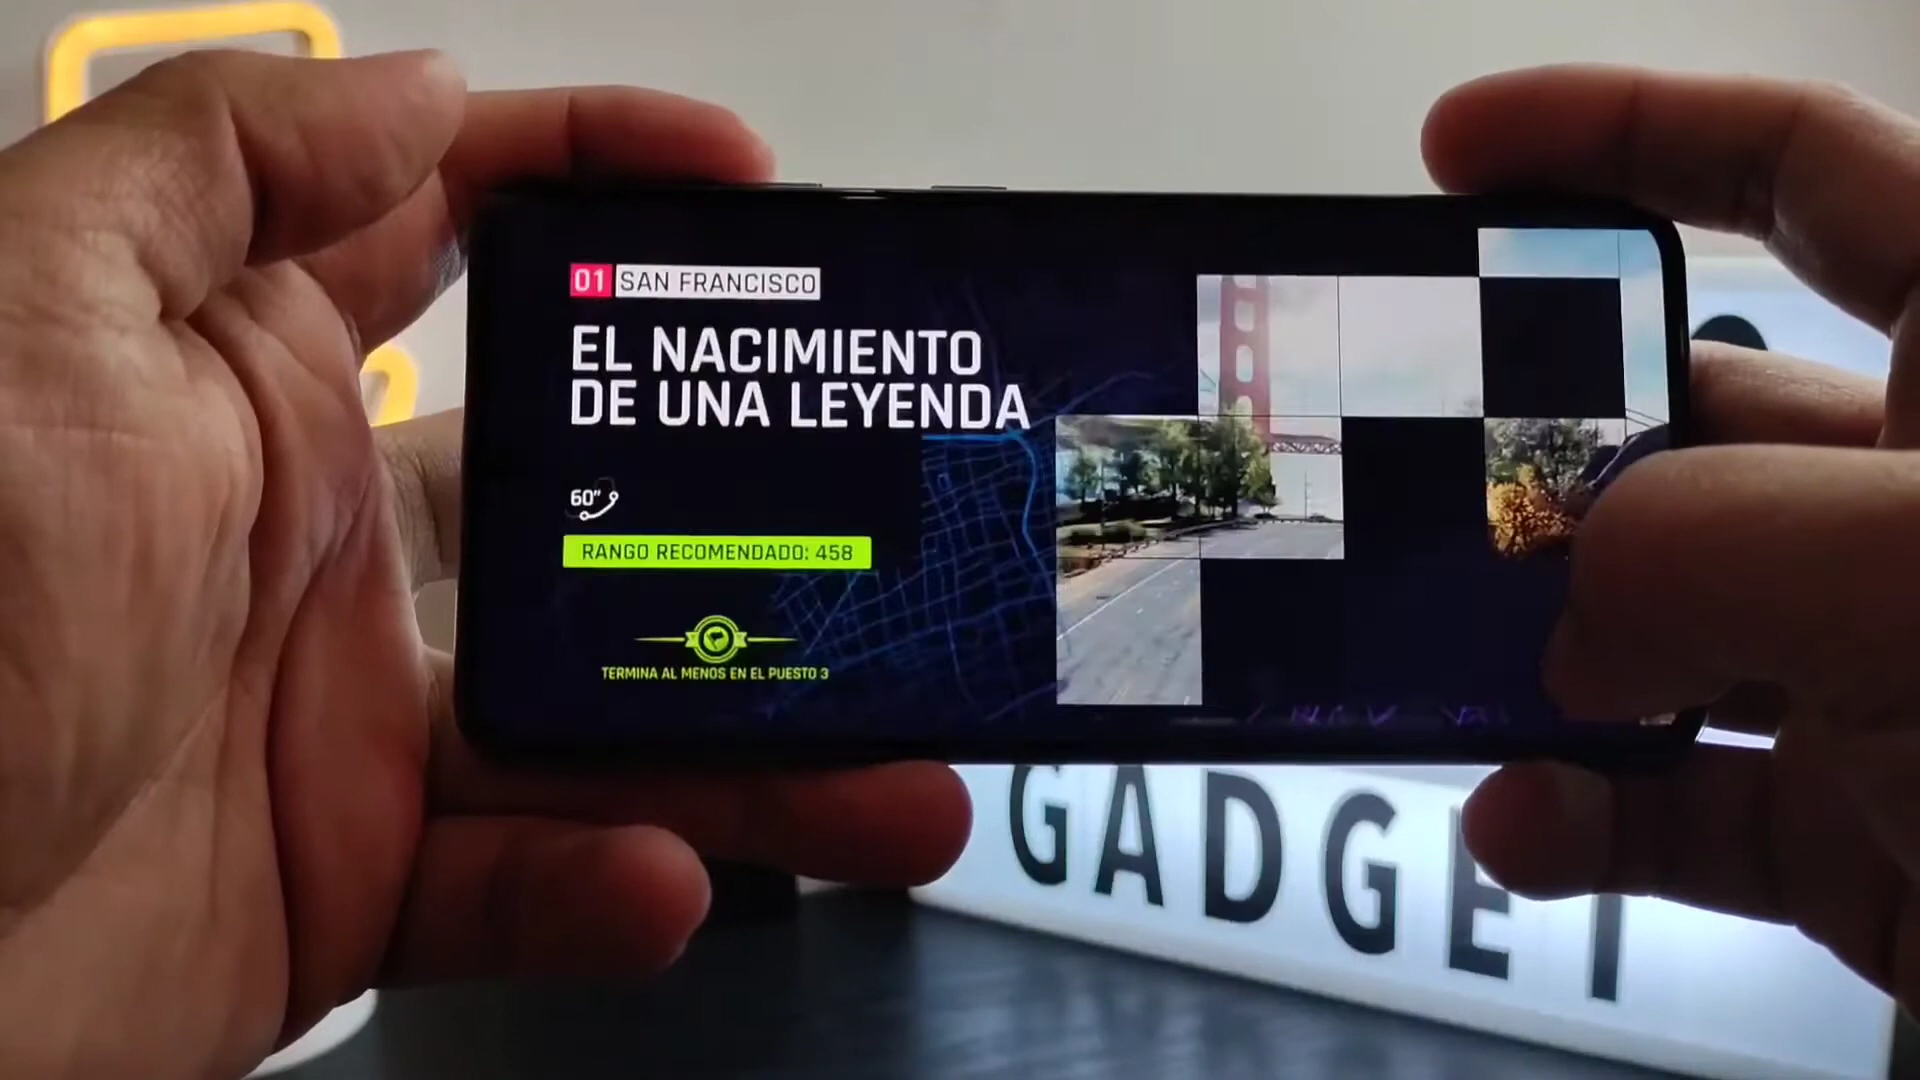 01 SAN FRANCISCO
EL NACIMIENTO
DE UNA LEYENDA
60"
RANGO RECOMENDADO: 458
TERMINA AL MENOS EN EL PUESTO 3
GADGET